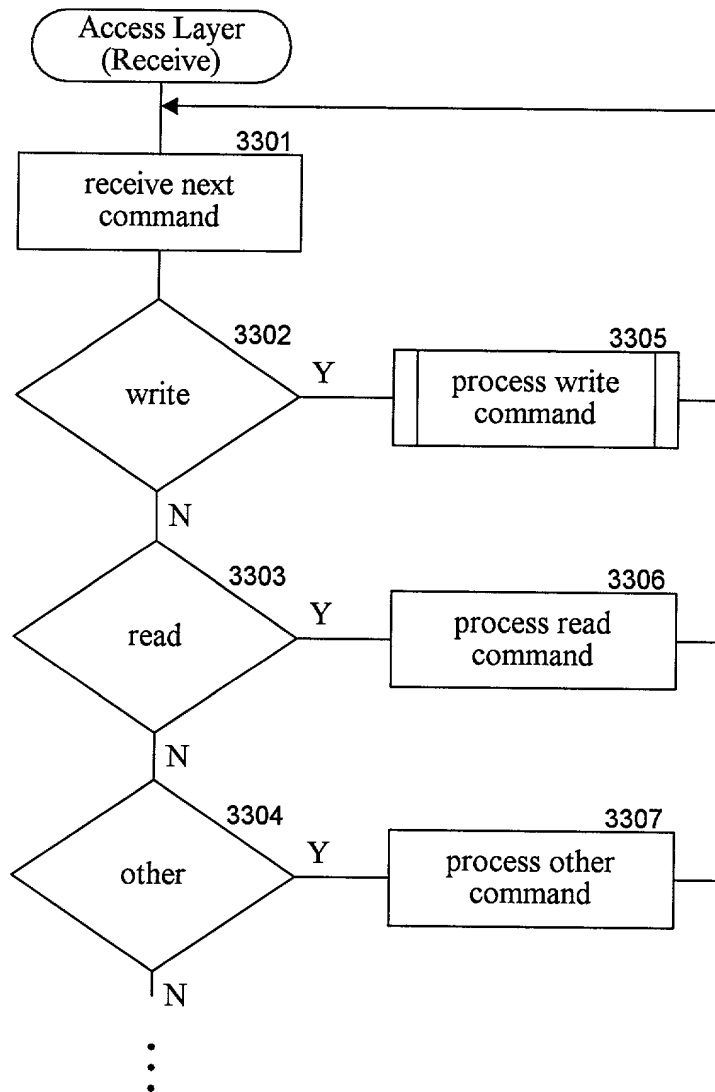 Access Layer
(Receive)
3301
receive next
command
3302
write
Y
3305
process write
command
N
3303
read
Y
3306
process read
command
N
3304
other
Y
3307
process other
command
N